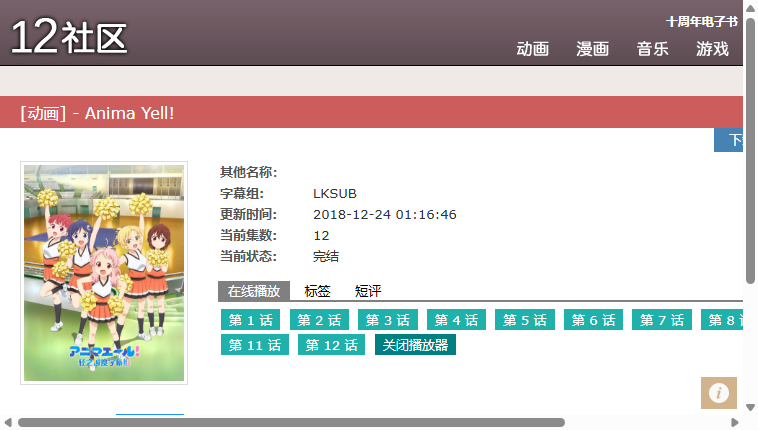 12社区
十周年电子书
动画 漫画 音乐 游戏
[动画] - Anima Yell!
其他名称:
字幕组: LKSUB
更新时间: 2018-12-24 01:16:46
当前集数: 12
当前状态: 完结
アニマエール!
在线播放 标签 短评
第 1 话 第 2 话 第 3 话 第 4 话 第 5 话 第 6 话 第 7 话 第 8
第 11 话 第 12 话 关闭播放器